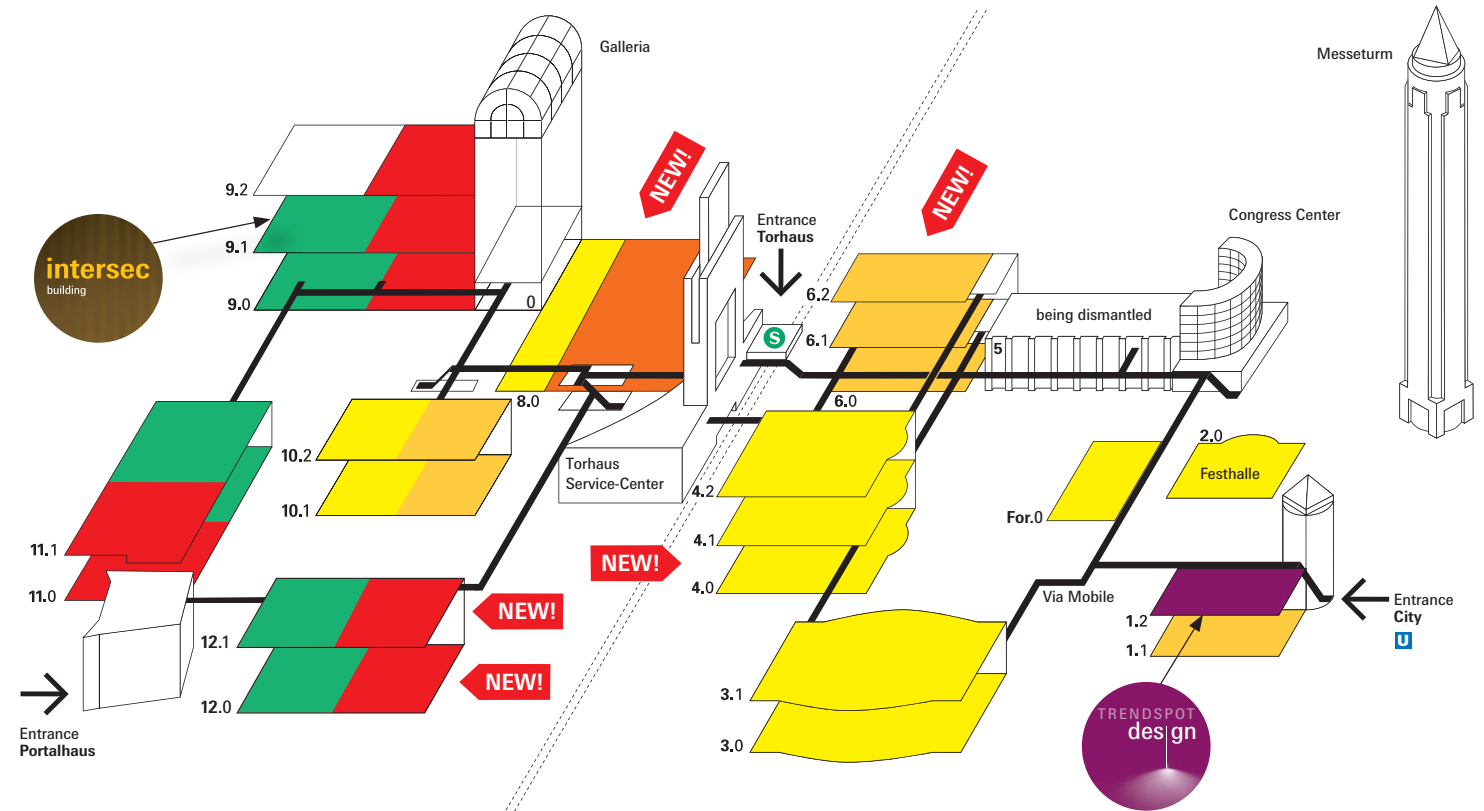 Galleria
Messeturm
NEW!
NEW!
Entrance
Torhaus
Congress Center
9.2
9.1
intersec
building
9.0
0
6.2
6.1
S
being dismantled
5
8.0
6.0
10.2
10.1
Torhaus
Service-Center
4.2
4.1
4.0
NEW!
2.0
Festhalle
For.0
11.1
11.0
12.1
NEW!
12.0
NEW!
Via Mobile
1.2
1.1
Entrance
City
U
Entrance
Portalhaus
3.1
3.0
TRENDSPOT
design